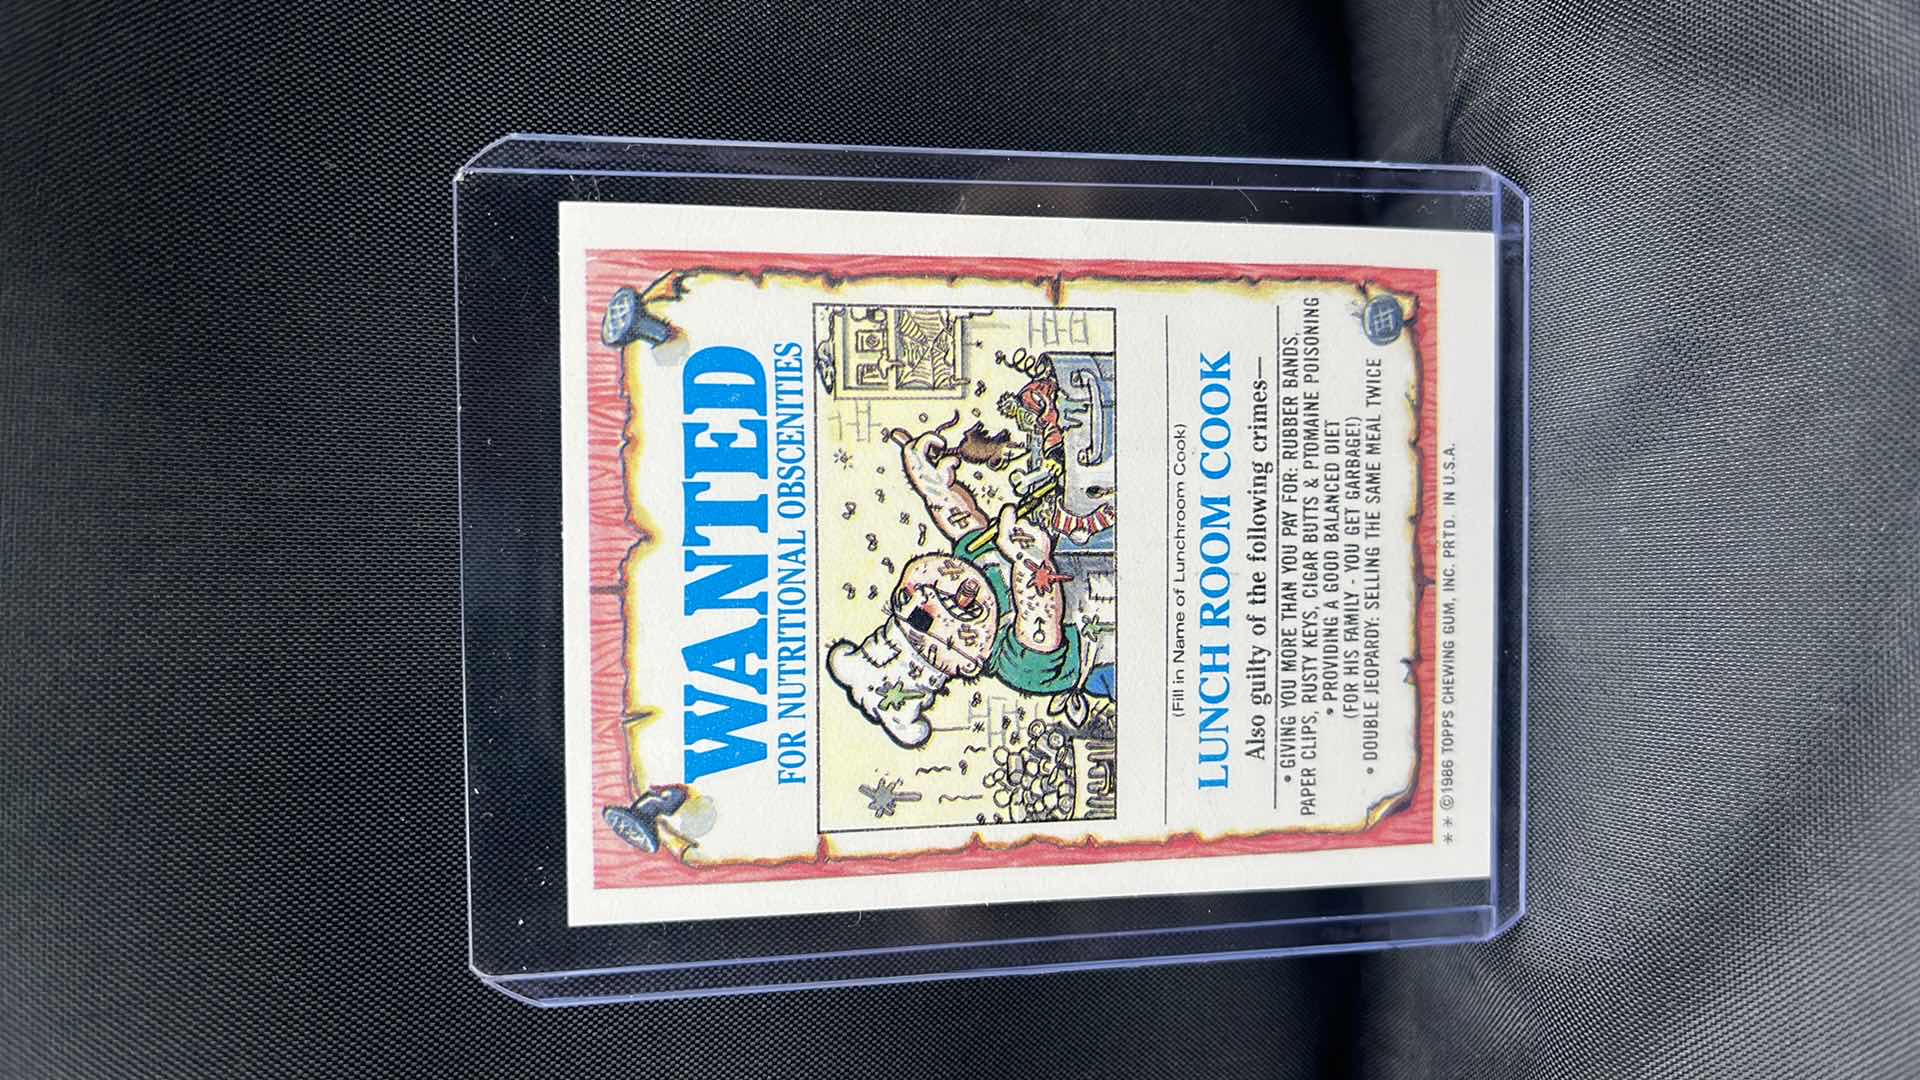 WANTED
FOR NUTRITIONAL OBSCENITIES
(Fill in Name of Lunchroom Cook)
LUNCH ROOM COOK
Also guilty of the following crimes—
• GIVING YOU MORE THAN YOU PAY FOR: RUBBER BANDS,
PAPER CLIPS, RUSTY KEYS, CIGAR BUTTS & PTOMAINE POISONING
• PROVIDING A GOOD BALANCED DIET
(FOR HIS FAMILY - YOU GET GARBAGE!)
• DOUBLE JEOPARDY: SELLING THE SAME MEAL TWICE
** ©1986 TOPPS CHEWING GUM, INC. PRTD. IN U.S.A.